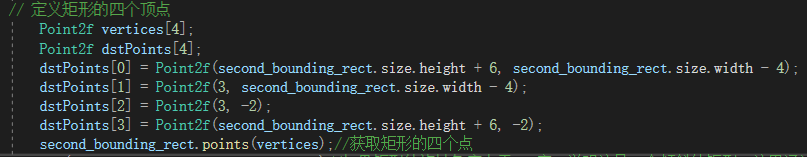 // 定义矩形的四个顶点
Point2f vertices[4];
Point2f dstPoints[4];
dstPoints[0] = Point2f(second_bounding_rect.size.height + 6, second_bounding_rect.size.width - 4);
dstPoints[1] = Point2f(3, second_bounding_rect.size.width - 4);
dstPoints[2] = Point2f(3, -2);
dstPoints[3] = Point2f(second_bounding_rect.size.height + 6, -2);
second_bounding_rect.points(vertices);//获取矩形的四个点